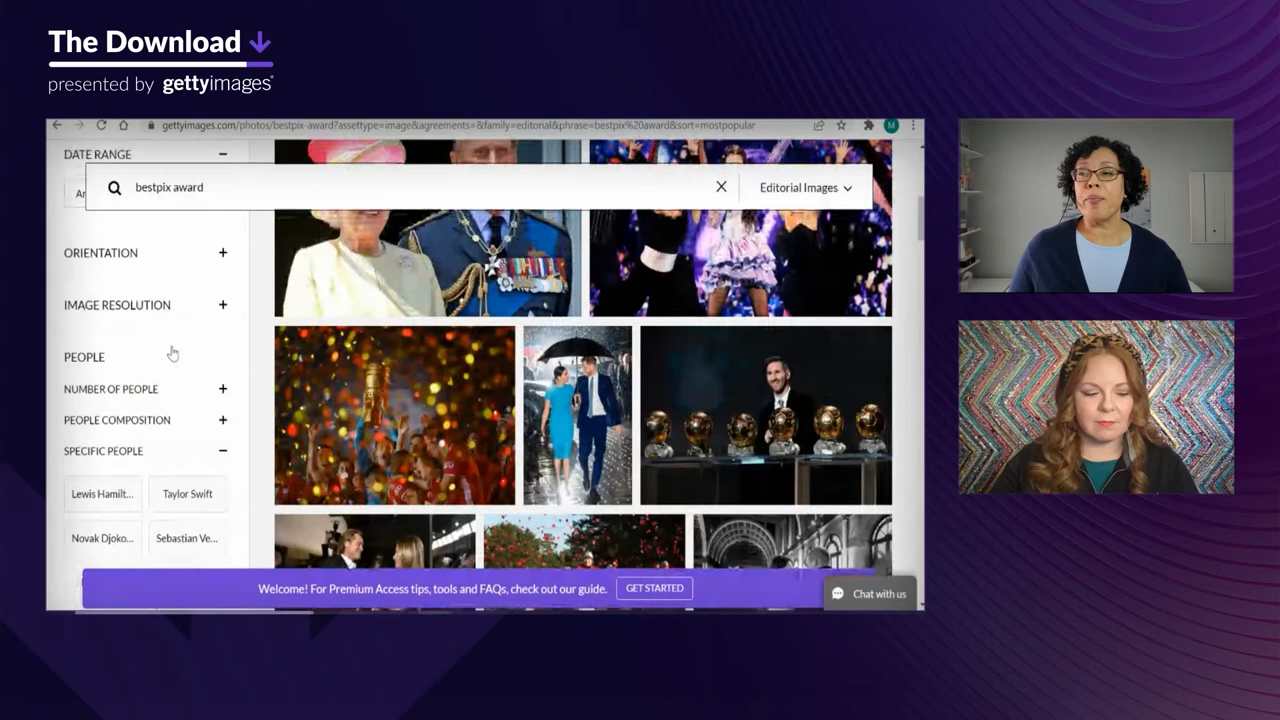 The Download
presented by gettyimages
gettyimages.com/photos/bestpix-award?assettype=image&agreements=&family=editorial&phrase=bestpix%20award&sort=mostpopular
M
DATE RANGE −
bestpix award
Editorial Images
ORIENTATION +
IMAGE RESOLUTION +
PEOPLE
NUMBER OF PEOPLE +
PEOPLE COMPOSITION +
SPECIFIC PEOPLE −
Lewis Hamilt... Taylor Swift
Novak Djoko... Sebastian Ve...
Welcome! For Premium Access tips, tools and FAQs, check out our guide. GET STARTED
Chat with us